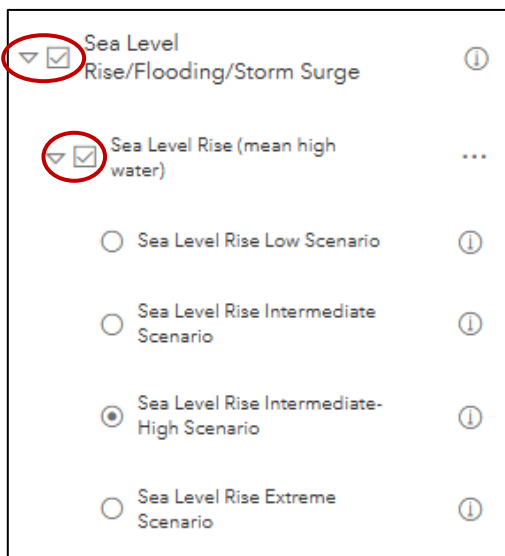 Sea Level
Rise/Flooding/Storm Surge
Sea Level Rise (mean high
water)
Sea Level Rise Low Scenario
Sea Level Rise Intermediate
Scenario
Sea Level Rise Intermediate-
High Scenario
Sea Level Rise Extreme
Scenario